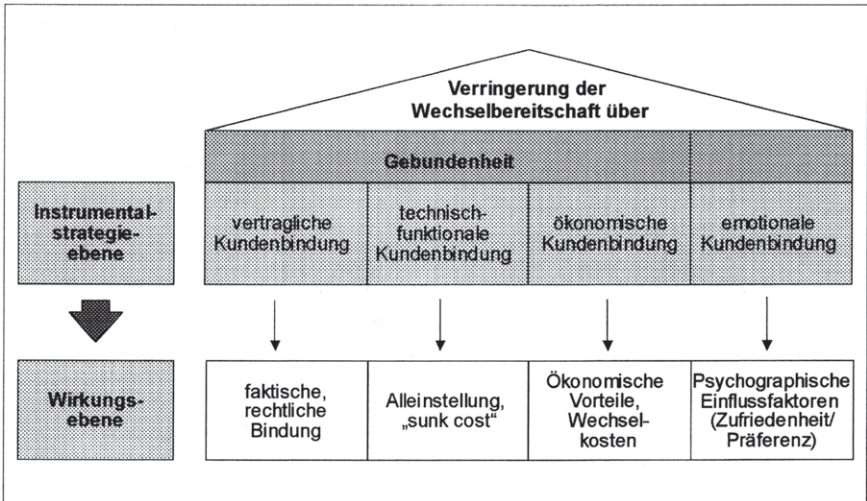 Verringerung der
Wechselbereitschaft über
Gebundenheit
Instrumental-
strategie-
ebene
vertragliche
Kundenbindung
technisch-
funktionale
Kundenbindung
ökonomische
Kundenbindung
emotionale
Kundenbindung
Wirkungs-
ebene
faktische,
rechtliche
Bindung
Alleinstellung,
„sunk cost“
Ökonomische
Vorteile,
Wechsel-
kosten
Psychographische
Einflussfaktoren
(Zufriedenheit/
Präferenz)